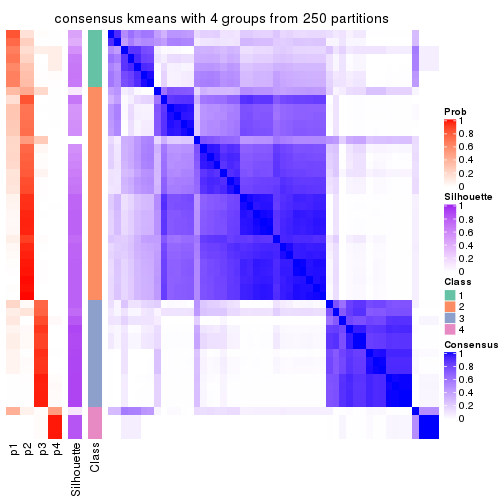 consensus kmeans with 4 groups from 250 partitions
Prob
1
0.8
0.6
0.4
0.2
0
Silhouette
1
0.8
0.6
0.4
0.2
0
Class
1
2
3
4
Consensus
1
0.8
0.6
0.4
0.2
0
p1
p2
p3
p4
Silhouette
Class